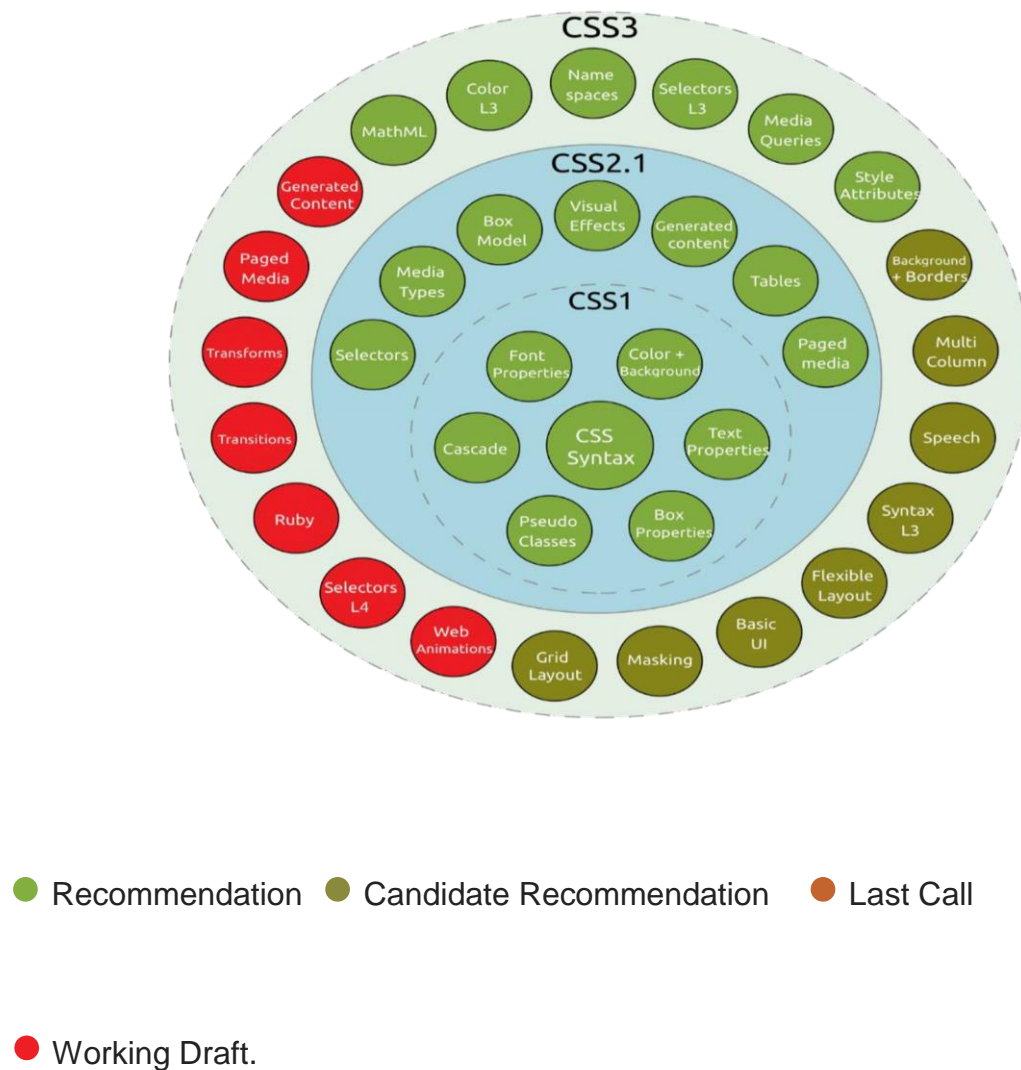 CSS3
Name
spaces
Color
L3
Selectors
L3
MathML
Media
Queries
Generated
Content
Style
Attributes
Paged
Media
Background
+ Borders
Transforms
Multi
Column
Transitions
Speech
Ruby
Syntax
L3
Selectors
L4
Flexible
Layout
Web
Animations
Basic
UI
Grid
Layout
Masking
CSS2.1
Visual
Effects
Box
Model
Generated
content
Media
Types
Tables
Selectors
Paged
media
CSS1
Font
Properties
Color +
Background
Cascade
CSS
Syntax
Text
Properties
Pseudo
Classes
Box
Properties
Recommendation Candidate Recommendation Last Call
Working Draft.